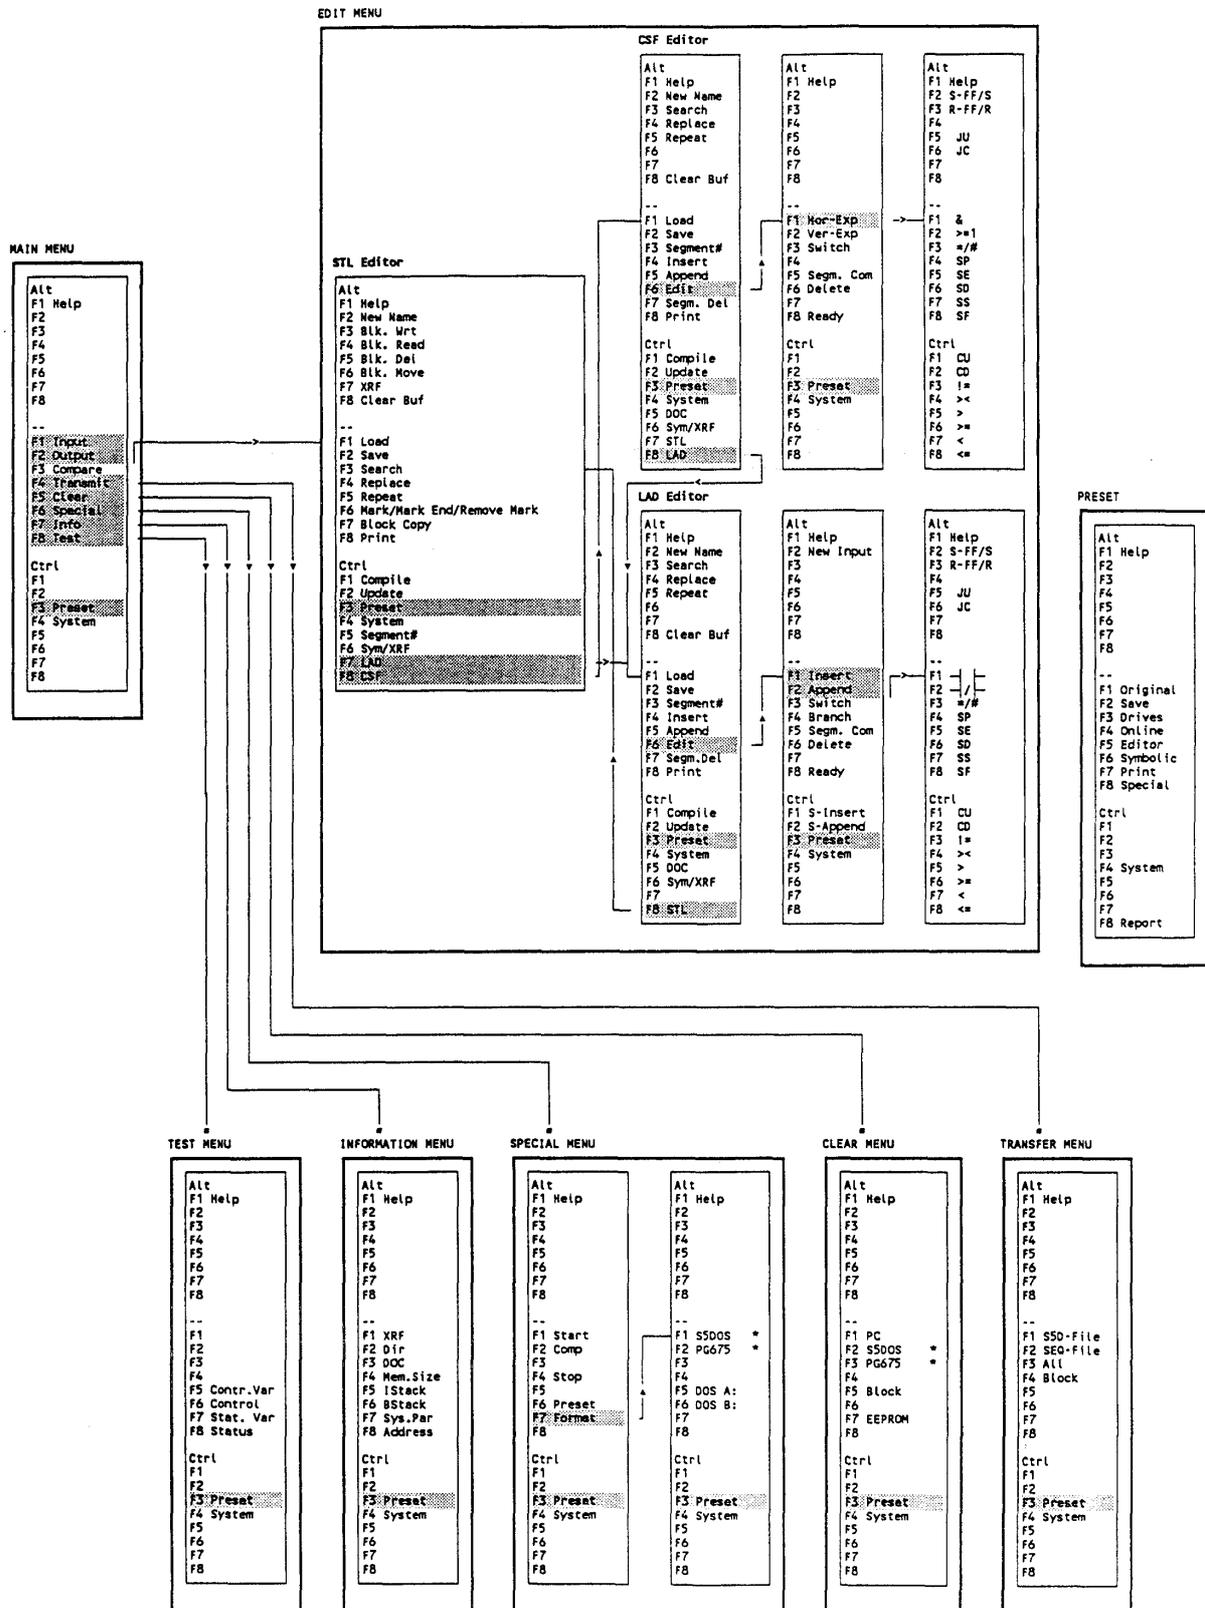 EDIT MENU
CSF Editor
Alt
F1 Help
F2 New Name
F3 Search
F4 Replace
F5 Repeat
F6
F7
F8 Clear Buf
--
F1 Load
F2 Save
F3 Segment#
F4 Insert
F5 Append
F6 Edit
F7 Segm. Del
F8 Print
Ctrl
F1 Compile
F2 Update
F3 Preset
F4 System
F5 DOC
F6 Sym/XRF
F7 STL
F8 LAD
Alt
F1 Help
F2
F3
F4
F5
F6
F7
F8
--
F1 Hor-Exp
F2 Ver-Exp
F3 Switch
F4
F5 Segm. Com
F6 Delete
F7
F8 Ready
Ctrl
F1
F2
F3 Preset
F4 System
F5
F6
F7
F8
Alt
F1 Help
F2 S-FF/S
F3 R-FF/R
F4
F5 JU
F6 JC
F7
F8
--
F1 &
F2 >=1
F3 */#
F4 SP
F5 SE
F6 SD
F7 SS
F8 SF
Ctrl
F1 CU
F2 CD
F3 !=
F4 ><
F5 >
F6 >=
F7 <
F8 <=
MAIN MENU
Alt
F1 Help
F2
F3
F4
F5
F6
F7
F8
--
F1 Input
F2 Output
F3 Compare
F4 Transmit
F5 Clear
F6 Special
F7 Info
F8 Test
Ctrl
F1
F2
F3 Preset
F4 System
F5
F6
F7
F8
STL Editor
Alt
F1 Help
F2 New Name
F3 Blk. Wrt
F4 Blk. Read
F5 Blk. Del
F6 Blk. Move
F7 XRF
F8 Clear Buf
--
F1 Load
F2 Save
F3 Search
F4 Replace
F5 Repeat
F6 Mark/Mark End/Remove Mark
F7 Block Copy
F8 Print
Ctrl
F1 Compile
F2 Update
F3 Preset
F4 System
F5 Segment#
F6 Sym/XRF
F7 LAD
F8 CSF
LAD Editor
Alt
F1 Help
F2 New Name
F3 Search
F4 Replace
F5 Repeat
F6
F7
F8 Clear Buf
--
F1 Load
F2 Save
F3 Segment#
F4 Insert
F5 Append
F6 Edit
F7 Segm.Del
F8 Print
Ctrl
F1 Compile
F2 Update
F3 Preset
F4 System
F5 DOC
F6 Sym/XRF
F7
F8 STL
Alt
F1 Help
F2 New Input
F3
F4
F5
F6
F7
F8
--
F1 Insert
F2 Append
F3 Switch
F4 Branch
F5 Segm. Com
F6 Delete
F7
F8 Ready
Ctrl
F1 S-Insert
F2 S-Append
F3 Preset
F4 System
F5
F6
F7
F8
Alt
F1 Help
F2 S-FF/S
F3 R-FF/R
F4
F5 JU
F6 JC
F7
F8
--
F1
F2
F3 */#
F4 SP
F5 SE
F6 SD
F7 SS
F8 SF
Ctrl
F1 CU
F2 CD
F3 !=
F4 ><
F5 >
F6 >=
F7 <
F8 <=
PRESET
Alt
F1 Help
F2
F3
F4
F5
F6
F7
F8
--
F1 Original
F2 Save
F3 Drives
F4 Online
F5 Editor
F6 Symbolic
F7 Print
F8 Special
Ctrl
F1
F2
F3
F4 System
F5
F6
F7
F8 Report
TEST MENU
Alt
F1 Help
F2
F3
F4
F5
F6
F7
F8
--
F1
F2
F3
F4
F5 Contr.Var
F6 Control
F7 Stat. Var
F8 Status
Ctrl
F1
F2
F3 Preset
F4 System
F5
F6
F7
F8
INFORMATION MENU
Alt
F1 Help
F2
F3
F4
F5
F6
F7
F8
--
F1 XRF
F2 Dir
F3 DOC
F4 Mem.Size
F5 IStack
F6 BStack
F7 Sys.Par
F8 Address
Ctrl
F1
F2
F3 Preset
F4 System
F5
F6
F7
F8
SPECIAL MENU
Alt
F1 Help
F2
F3
F4
F5
F6
F7
F8
--
F1 Start
F2 Comp
F3
F4 Stop
F5
F6 Preset
F7 Format
F8
Ctrl
F1
F2
F3 Preset
F4 System
F5
F6
F7
F8
Alt
F1 Help
F2
F3
F4
F5
F6
F7
F8
--
F1 S5DOS *
F2 PG675 *
F3
F4
F5 DOS A:
F6 DOS B:
F7
F8
Ctrl
F1
F2
F3 Preset
F4 System
F5
F6
F7
F8
CLEAR MENU
Alt
F1 Help
F2
F3
F4
F5
F6
F7
F8
--
F1 PC
F2 S5DOS *
F3 PG675 *
F4
F5 Block
F6
F7 EEPROM
F8
Ctrl
F1
F2
F3 Preset
F4 System
F5
F6
F7
F8
TRANSFER MENU
Alt
F1 Help
F2
F3
F4
F5
F6
F7
F8
--
F1 S5D-File
F2 SEQ-File
F3 All
F4 Block
F5
F6
F7
F8
Ctrl
F1
F2
F3 Preset
F4 System
F5
F6
F7
F8